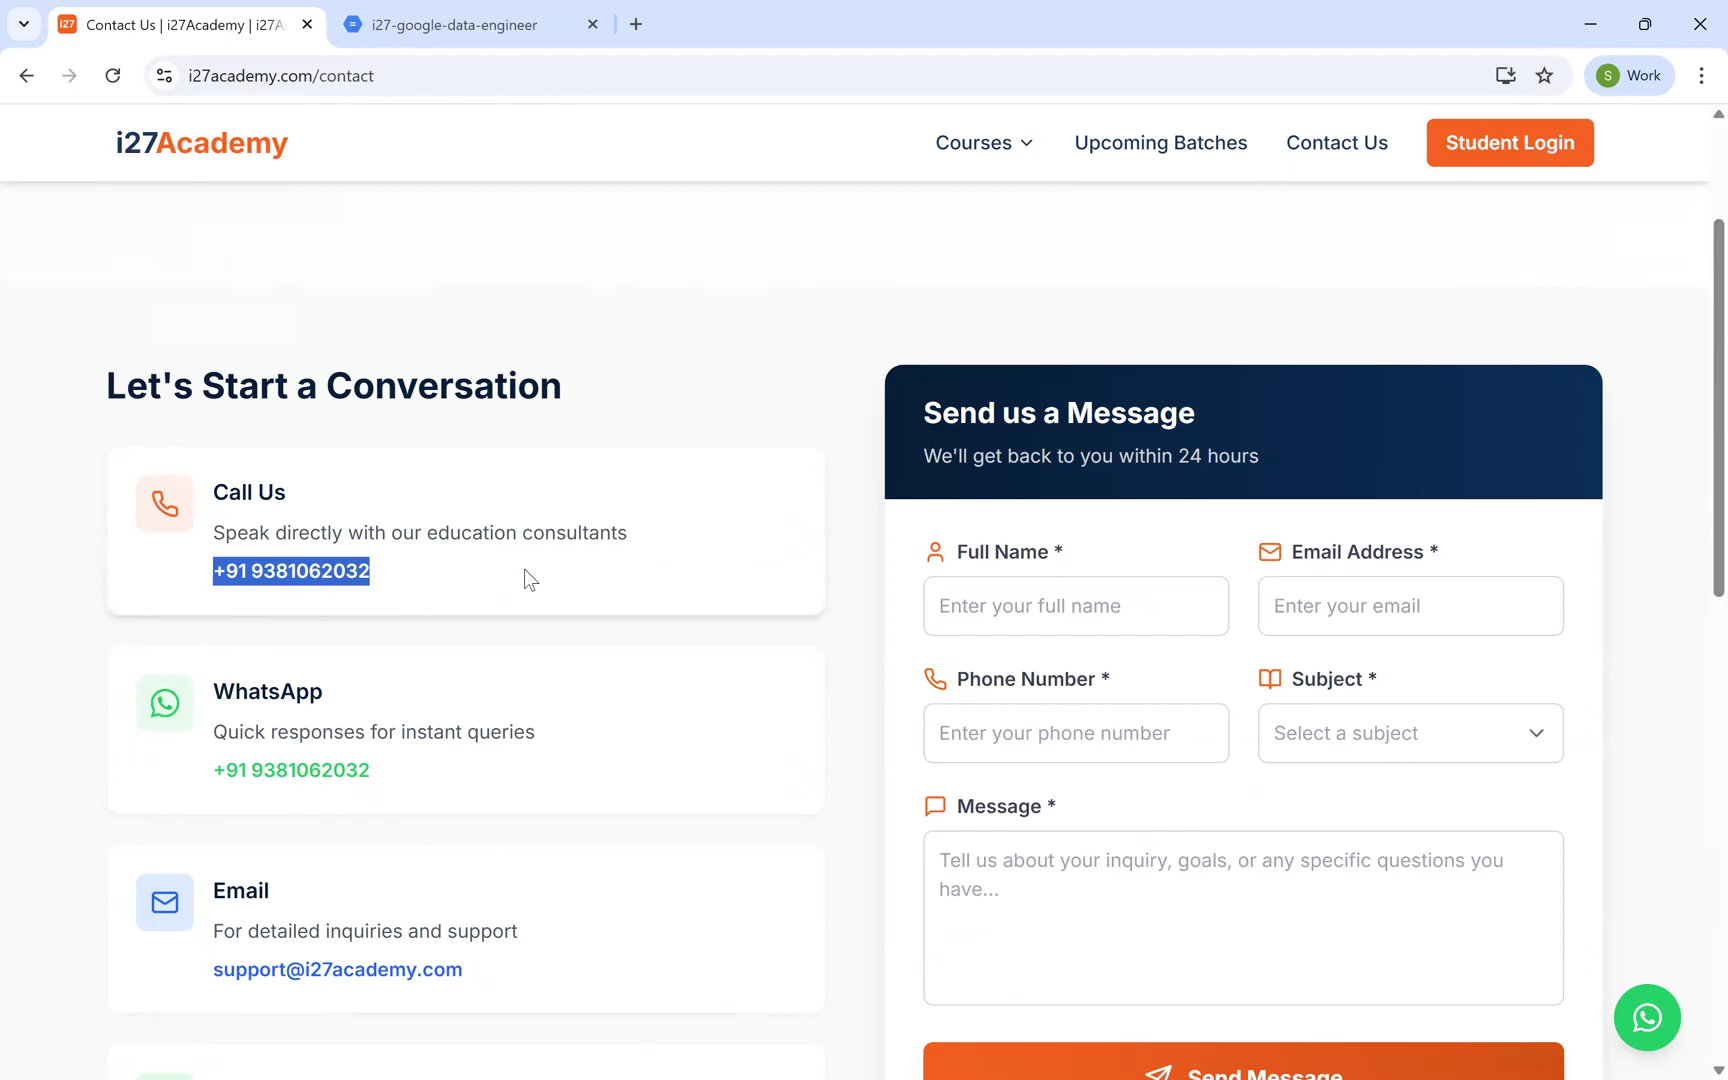 Contact Us | i27Academy | i27A
i27-google-data-engineer
i27academy.com/contact
S Work
i27Academy
Courses
Upcoming Batches
Contact Us
Student Login
Let's Start a Conversation
Call Us
Speak directly with our education consultants
+91 9381062032
WhatsApp
Quick responses for instant queries
+91 9381062032
Email
For detailed inquiries and support
support@i27academy.com
Send us a Message
We'll get back to you within 24 hours
Full Name *
Email Address *
Enter your full name
Enter your email
Phone Number *
Subject *
Enter your phone number
Select a subject
Message *
Tell us about your inquiry, goals, or any specific questions you
have...
Send Message